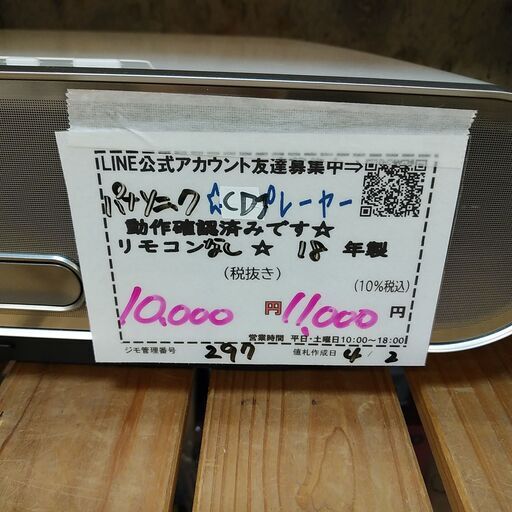 LINE公式アカウント友達募集中⇒
パナソニック ☆CDプレーヤー
動作確認済みです☆
リモコンなし ☆ 18 年製
(税抜き)
(10%税込)
10,000 円 11,000 円
営業時間 平日・土曜日10:00~18:00
ジモ管理番号 297 値札作成日 4/2